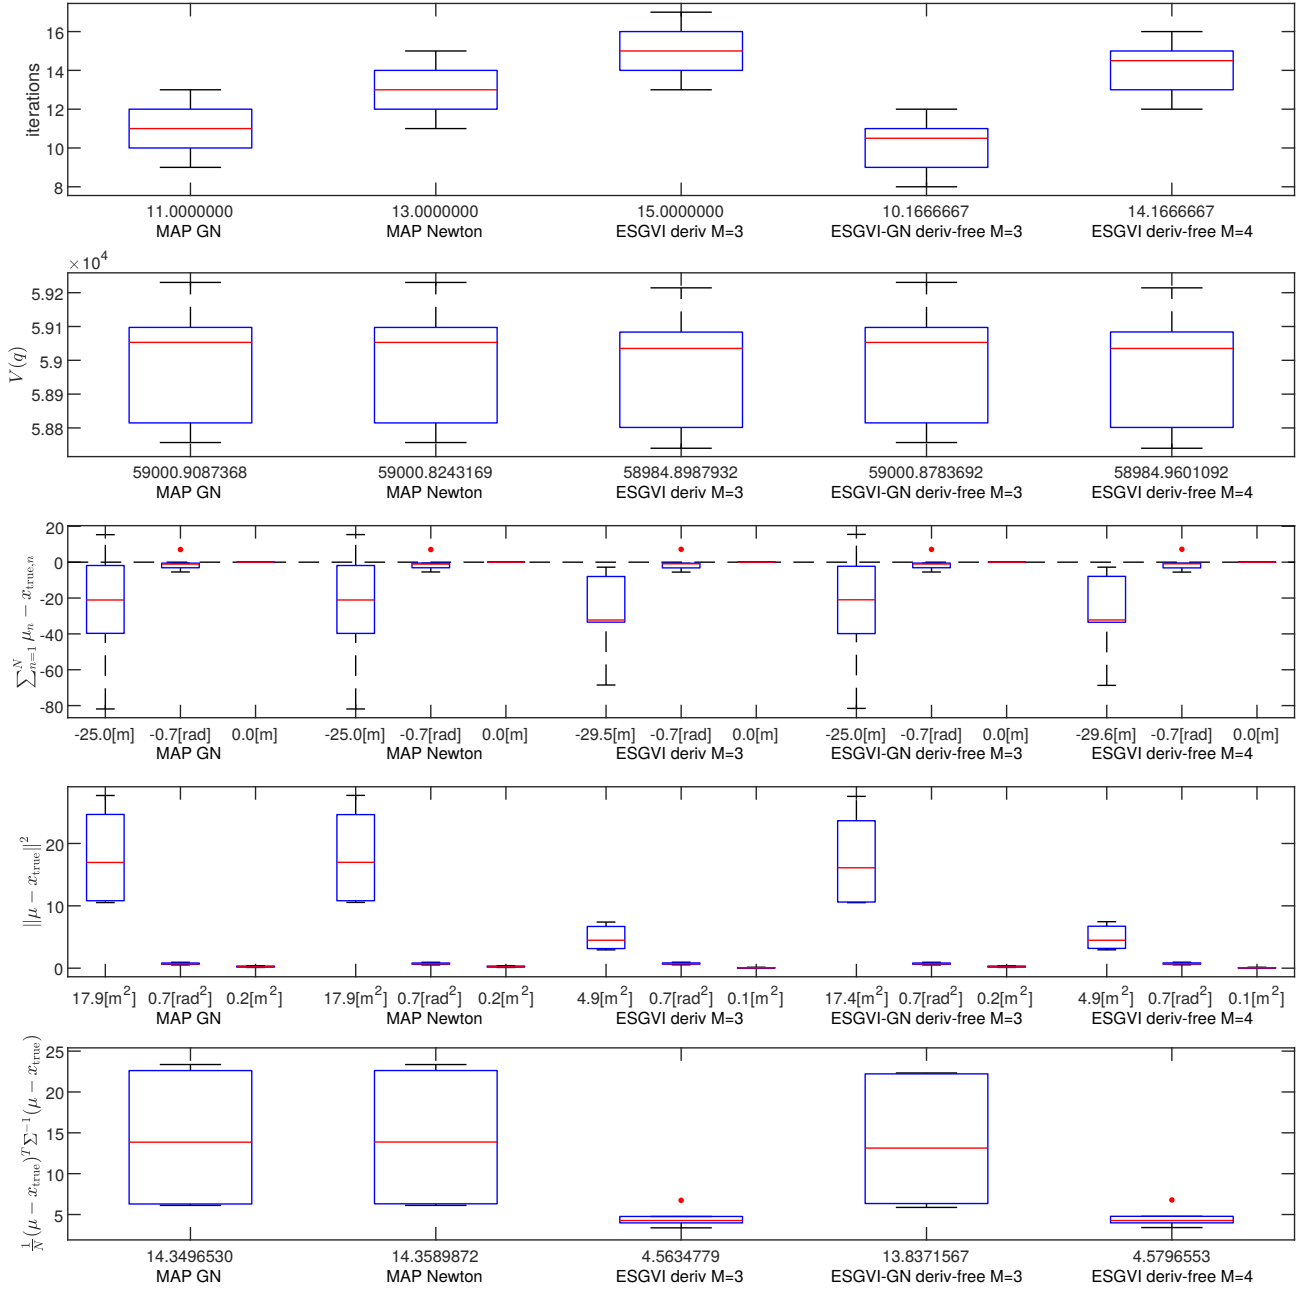 iterations
16
14
12
10
8
11.0000000 13.0000000 15.0000000 10.1666667 14.1666667
MAP GN MAP Newton ESGVI deriv M=3 ESGVI-GN deriv-free M=3 ESGVI deriv-free M=4
×10^4
V(q)
5.92
5.91
5.9
5.89
5.88
59000.9087368 59000.8243169 58984.8987932 59000.8783692 58984.9601092
MAP GN MAP Newton ESGVI deriv M=3 ESGVI-GN deriv-free M=3 ESGVI deriv-free M=4
∑_{n=1}^{N} μ_n − x_{true,n}
20
0
-20
-40
-60
-80
-25.0[m] -0.7[rad] 0.0[m] -25.0[m] -0.7[rad] 0.0[m] -29.5[m] -0.7[rad] 0.0[m] -25.0[m] -0.7[rad] 0.0[m] -29.6[m] -0.7[rad] 0.0[m]
MAP GN MAP Newton ESGVI deriv M=3 ESGVI-GN deriv-free M=3 ESGVI deriv-free M=4
||μ − x_{true}||^2
20
10
0
17.9[m^2] 0.7[rad^2] 0.2[m^2] 17.9[m^2] 0.7[rad^2] 0.2[m^2] 4.9[m^2] 0.7[rad^2] 0.1[m^2] 17.4[m^2] 0.7[rad^2] 0.2[m^2] 4.9[m^2] 0.7[rad^2] 0.1[m^2]
MAP GN MAP Newton ESGVI deriv M=3 ESGVI-GN deriv-free M=3 ESGVI deriv-free M=4
\frac{1}{N}(μ − x_{true})^T Σ^{−1}(μ − x_{true})
25
20
15
10
5
14.3496530 14.3589872 4.5634779 13.8371567 4.5796553
MAP GN MAP Newton ESGVI deriv M=3 ESGVI-GN deriv-free M=3 ESGVI deriv-free M=4